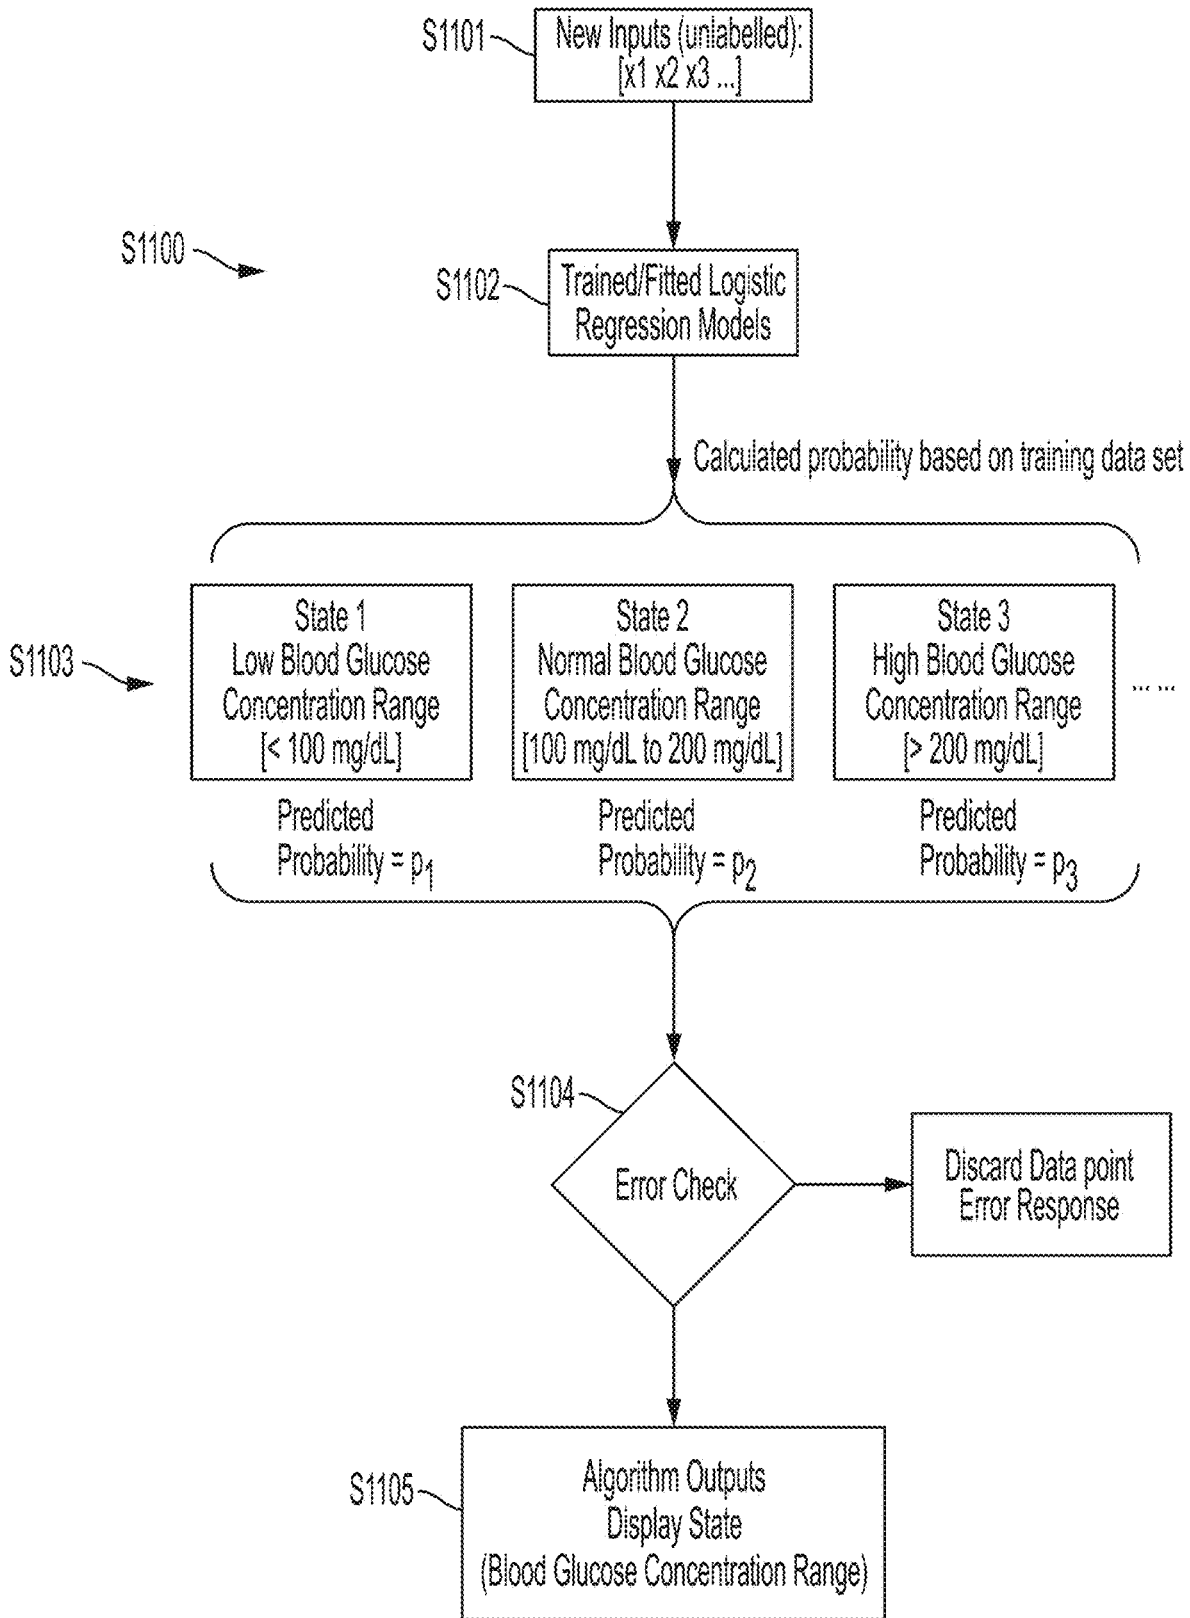 S1101
New Inputs (unlabelled):
[x1 x2 x3 ...]
S1100
S1102
Trained/Fitted Logistic
Regression Models
Calculated probability based on training data set
S1103
State 1
Low Blood Glucose
Concentration Range
[< 100 mg/dL]
State 2
Normal Blood Glucose
Concentration Range
[100 mg/dL to 200 mg/dL]
State 3
High Blood Glucose
Concentration Range
[> 200 mg/dL]
... ...
Predicted
Probability = p1
Predicted
Probability = p2
Predicted
Probability = p3
S1104
Error Check
Discard Data point
Error Response
S1105
Algorithm Outputs
Display State
(Blood Glucose Concentration Range)